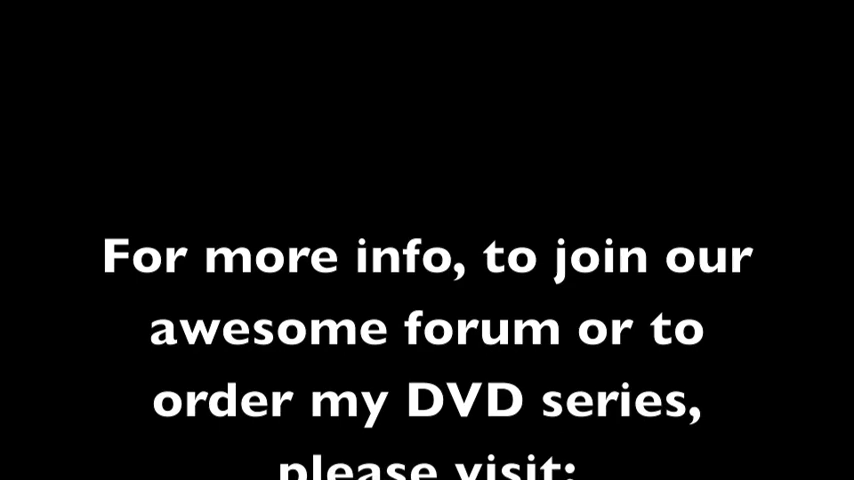 For more info, to join our
awesome forum or to
order my DVD series,
please visit: